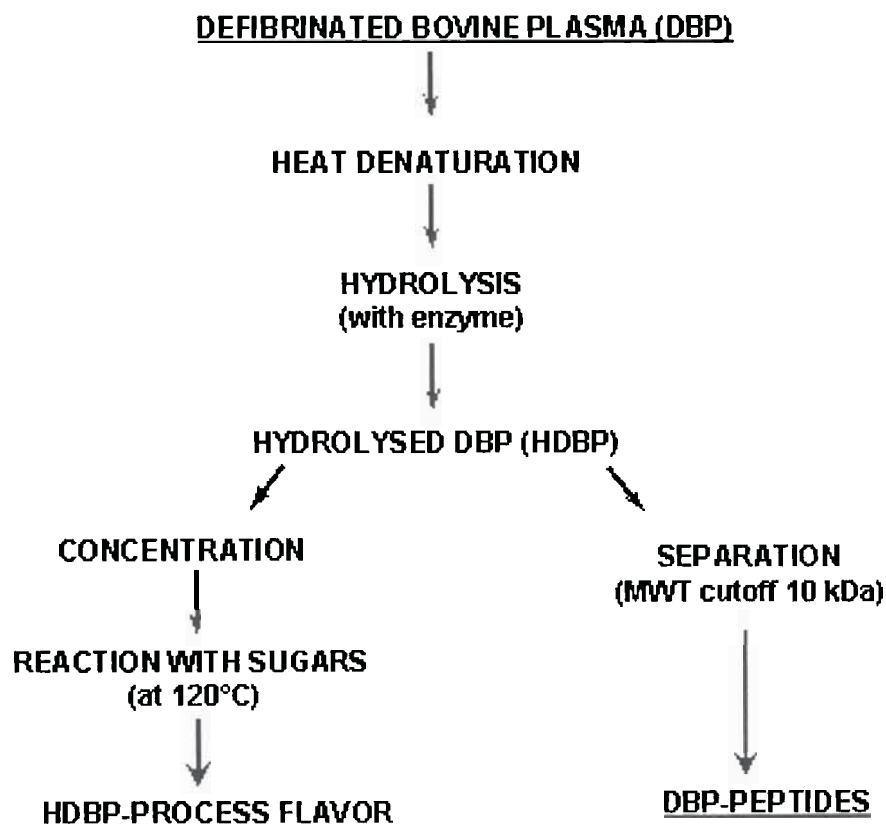 DEFIBRINATED BOVINE PLASMA (DBP)
HEAT DENATURATION
HYDROLYSIS
(with enzyme)
HYDROLYSED DBP (HDBP)
CONCENTRATION
SEPARATION
(MWT cutoff 10 kDa)
REACTION WITH SUGARS
(at 120°C)
HDBP-PROCESS FLAVOR
DBP-PEPTIDES